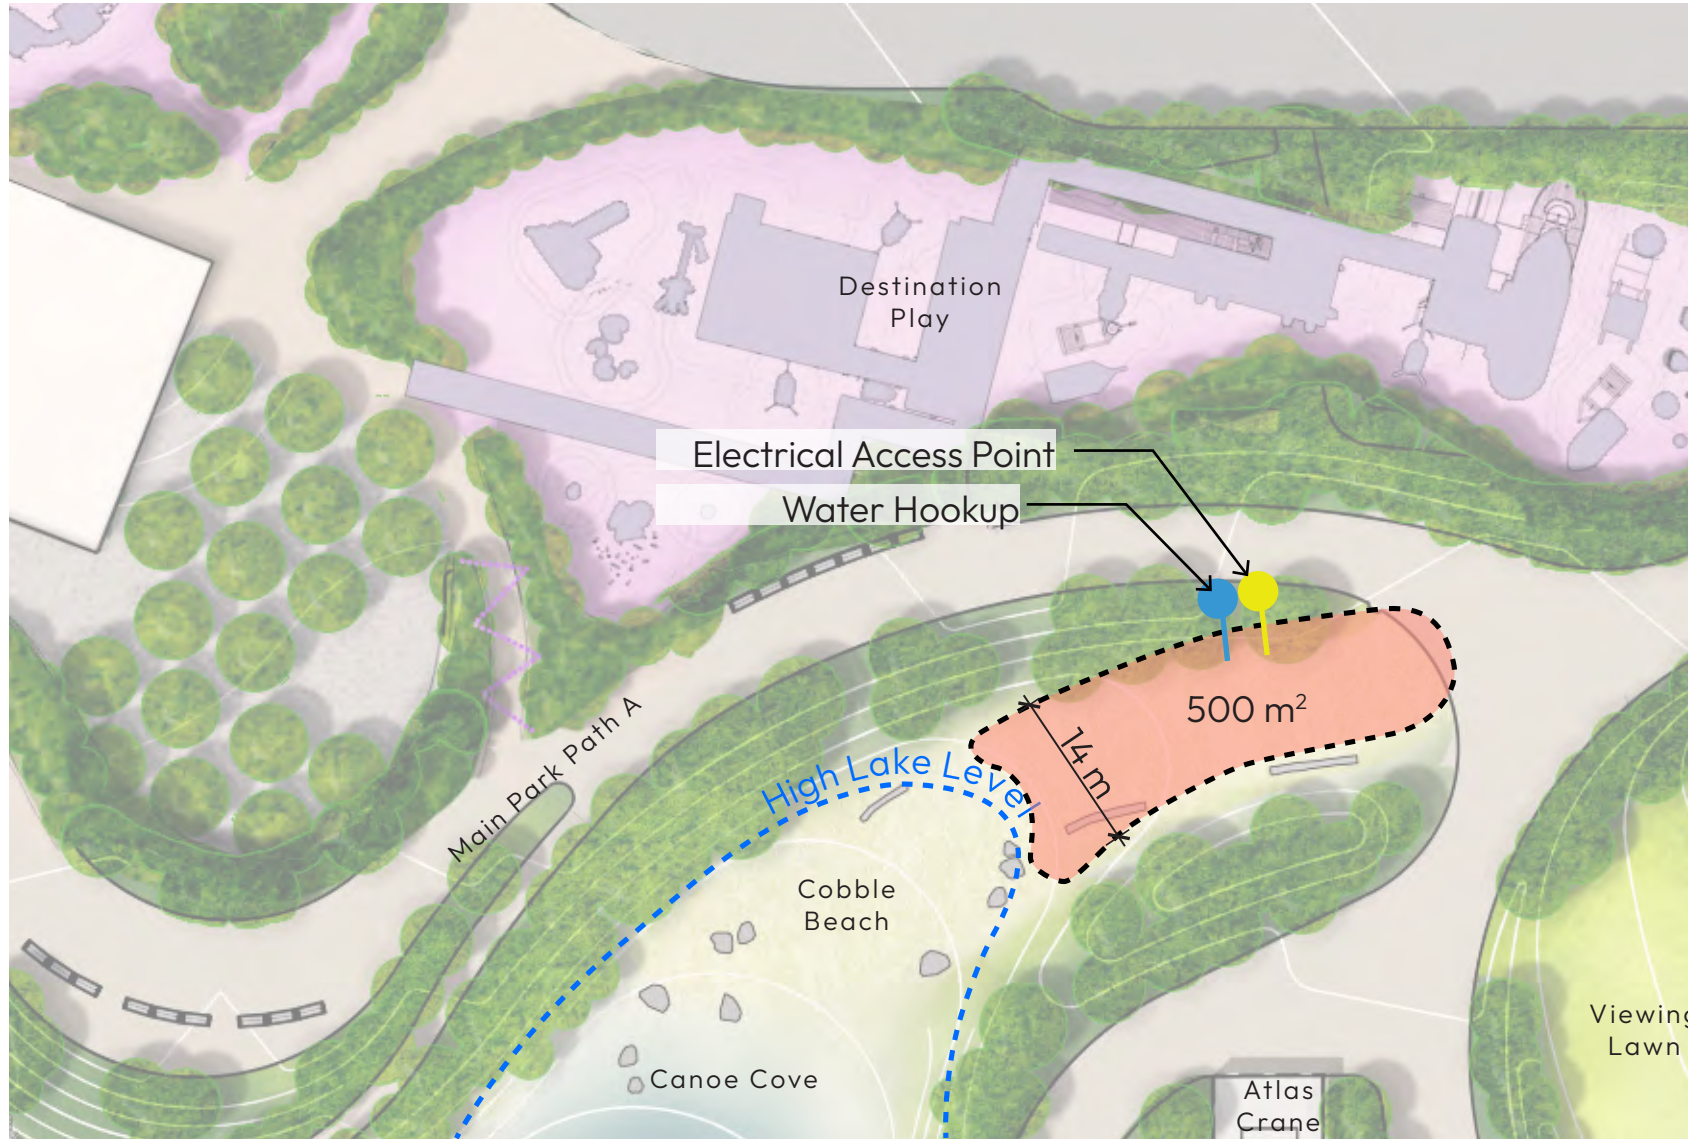 Destination
Play
Electrical Access Point
Water Hookup
500 m²
14 m
Main Park Path A
High Lake Level
Cobble
Beach
Canoe Cove
Viewing
Lawn
Atlas
Crane